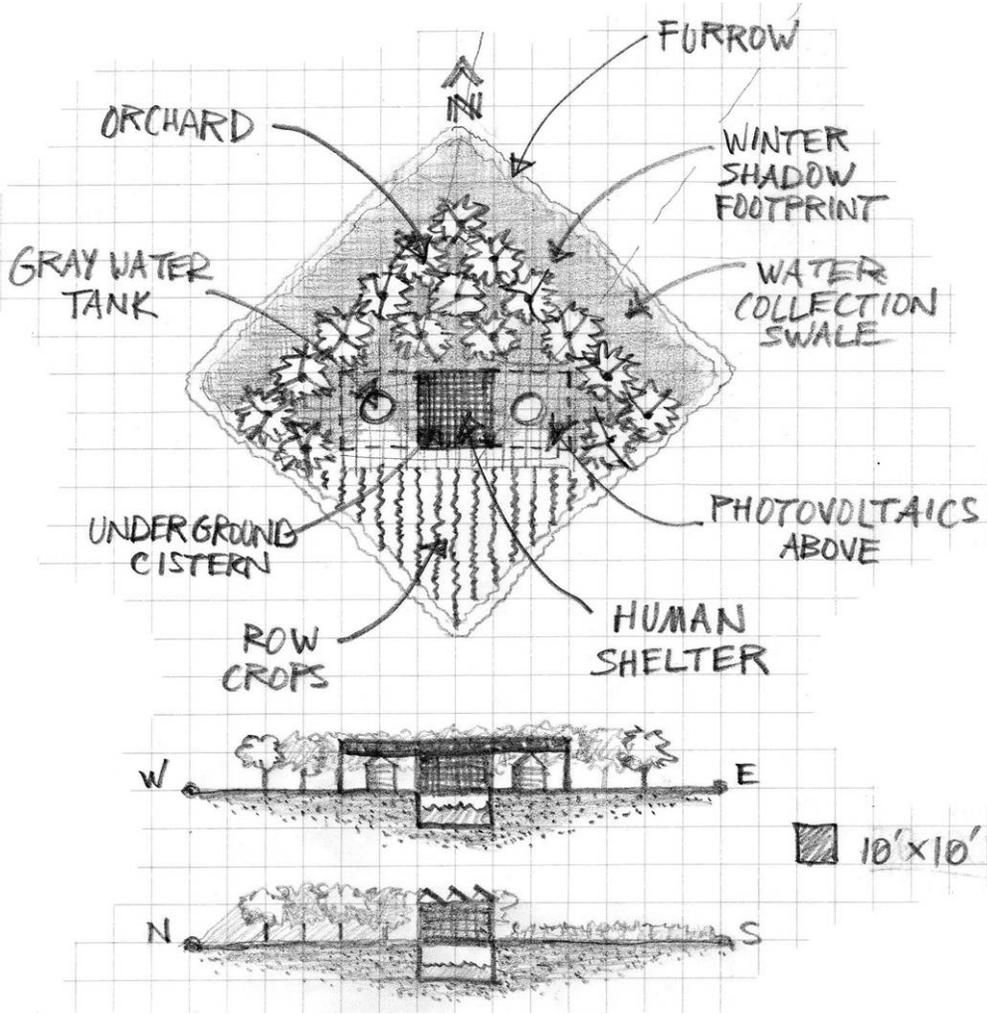 FURROW
N
ORCHARD
WINTER
SHADOW
FOOTPRINT
GRAY WATER
TANK
WATER
COLLECTION
SWALE
UNDERGROUND
CISTERN
PHOTOVOLTAICS
ABOVE
ROW
CROPS
HUMAN
SHELTER
W
E
10'×10'
N
S